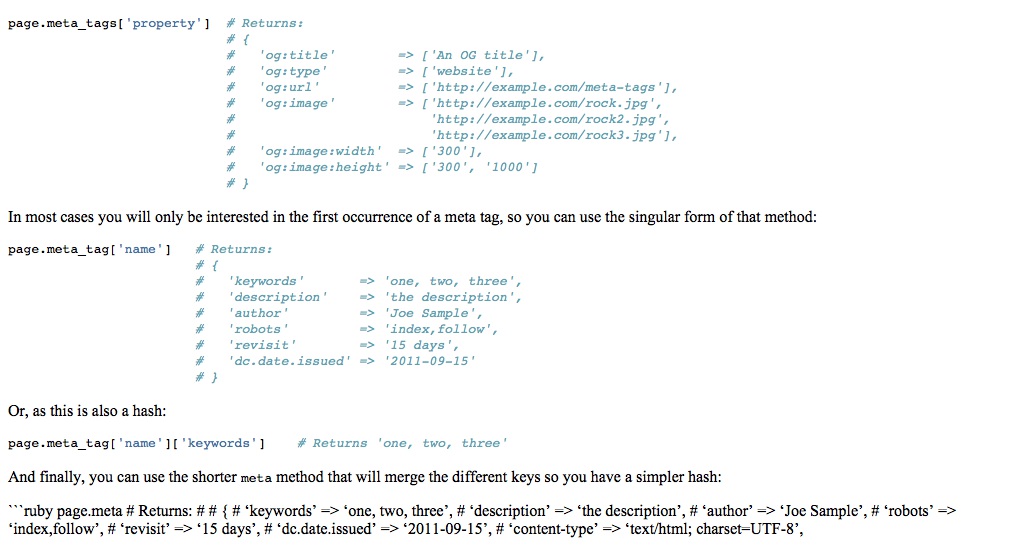 page.meta_tags['property']  # Returns:
# {
#   'og:title'        => ['An OG title'],
#   'og:type'         => ['website'],
#   'og:url'          => ['http://example.com/meta-tags'],
#   'og:image'        => ['http://example.com/rock.jpg',
#                         'http://example.com/rock2.jpg',
#                         'http://example.com/rock3.jpg'],
#   'og:image:width'  => ['300'],
#   'og:image:height' => ['300', '1000']
# }
In most cases you will only be interested in the first occurrence of a meta tag, so you can use the singular form of that method:
page.meta_tag['name']   # Returns:
# {
#   'keywords'       => 'one, two, three',
#   'description'    => 'the description',
#   'author'         => 'Joe Sample',
#   'robots'         => 'index,follow',
#   'revisit'        => '15 days',
#   'dc.date.issued' => '2011-09-15'
# }
Or, as this is also a hash:
page.meta_tag['name']['keywords']    # Returns 'one, two, three'
And finally, you can use the shorter meta method that will merge the different keys so you have a simpler hash:
```ruby page.meta # Returns: # # { # ‘keywords’ => ‘one, two, three’, # ‘description’ => ‘the description’, # ‘author’ => ‘Joe Sample’, # ‘robots’ =>
‘index,follow’, # ‘revisit’ => ‘15 days’, # ‘dc.date.issued’ => ‘2011-09-15’, # ‘content-type’ => ‘text/html; charset=UTF-8’,